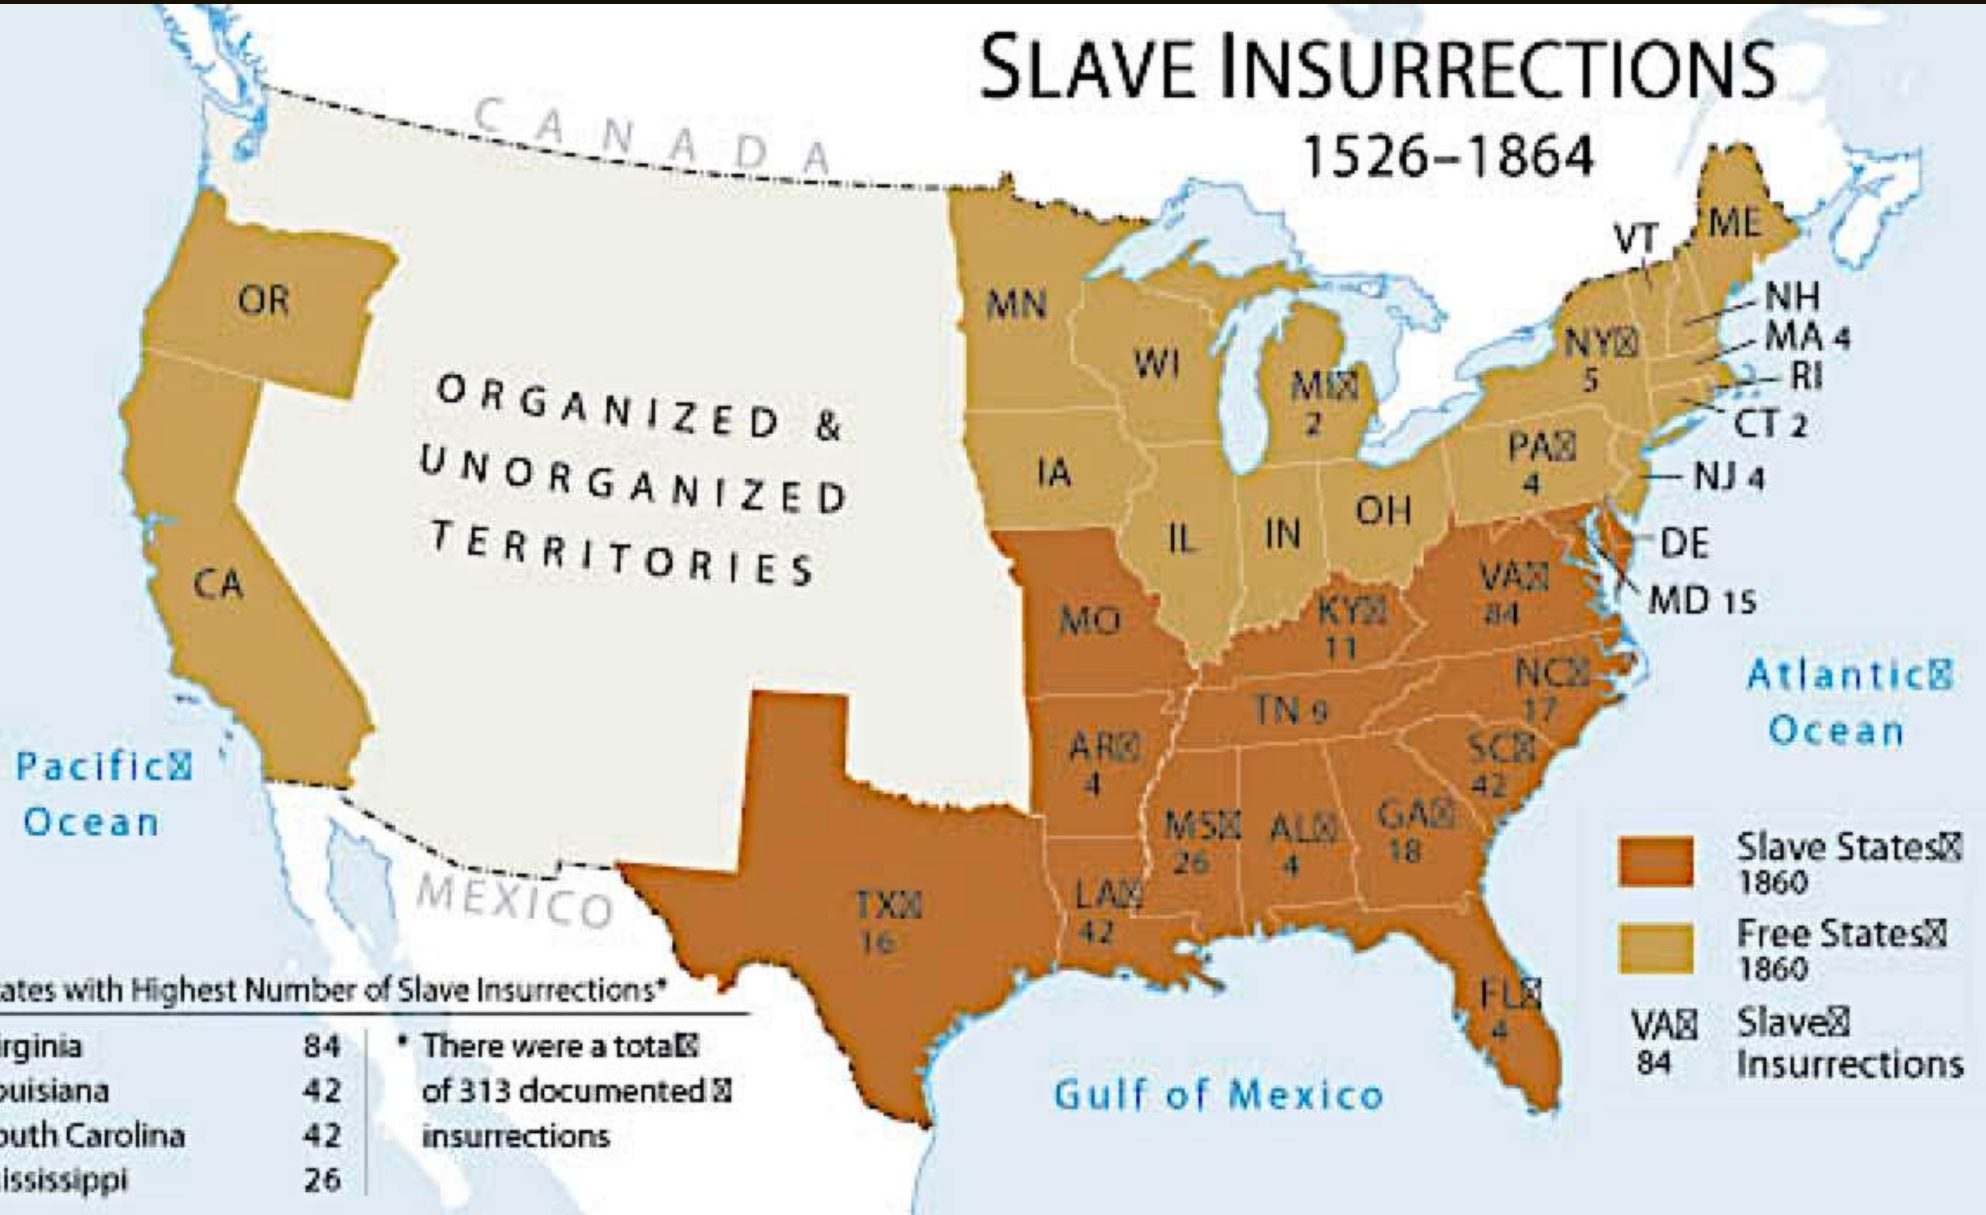 SLAVE INSURRECTIONS
1526–1864
CANADA
VT
ME
NH
MA 4
RI
CT 2
NJ 4
DE
MD 15
OR
MN
WI
MI
2
NY
5
PA
4
ORGANIZED &
UNORGANIZED
TERRITORIES
IA
IL
IN
OH
CA
MO
KY
11
VA
84
NC
17
TN 9
AR
4
SC
42
MS
26
AL
4
GA
18
LA
42
TX
16
FL
4
Atlantic
Ocean
Pacific
Ocean
MEXICO
Gulf of Mexico
Slave States
1860
Free States
1860
VA
84
Slave
Insurrections
ates with Highest Number of Slave Insurrections*
irginia 84
ouisiana 42
outh Carolina 42
ississippi 26
* There were a total
of 313 documented
insurrections